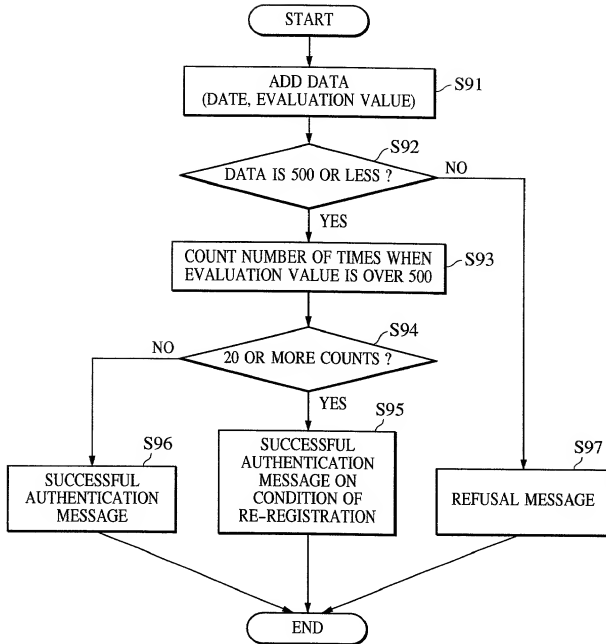 START
ADD DATA
(DATE, EVALUATION VALUE)
S91
S92
DATA IS 500 OR LESS ?
NO
YES
COUNT NUMBER OF TIMES WHEN
EVALUATION VALUE IS OVER 500
S93
S94
NO
20 OR MORE COUNTS ?
YES
S96
SUCCESSFUL
AUTHENTICATION
MESSAGE
S95
SUCCESSFUL
AUTHENTICATION
MESSAGE ON
CONDITION OF
RE-REGISTRATION
S97
REFUSAL MESSAGE
END